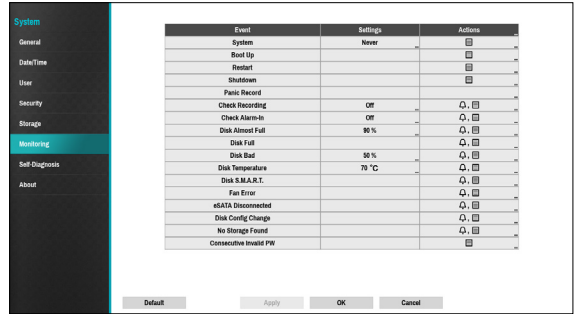 System
General
Date/Time
User
Security
Storage
Monitoring
Self-Diagnosis
About
Event Settings Actions
System Never
Boot Up
Restart
Shutdown
Panic Record
Check Recording Off
Check Alarm-In Off
Disk Almost Full 90 %
Disk Full
Disk Bad 50 %
Disk Temperature 70 °C
Disk S.M.A.R.T.
Fan Error
eSATA Disconnected
Disk Config Change
No Storage Found
Consecutive Invalid PW
Default Apply OK Cancel